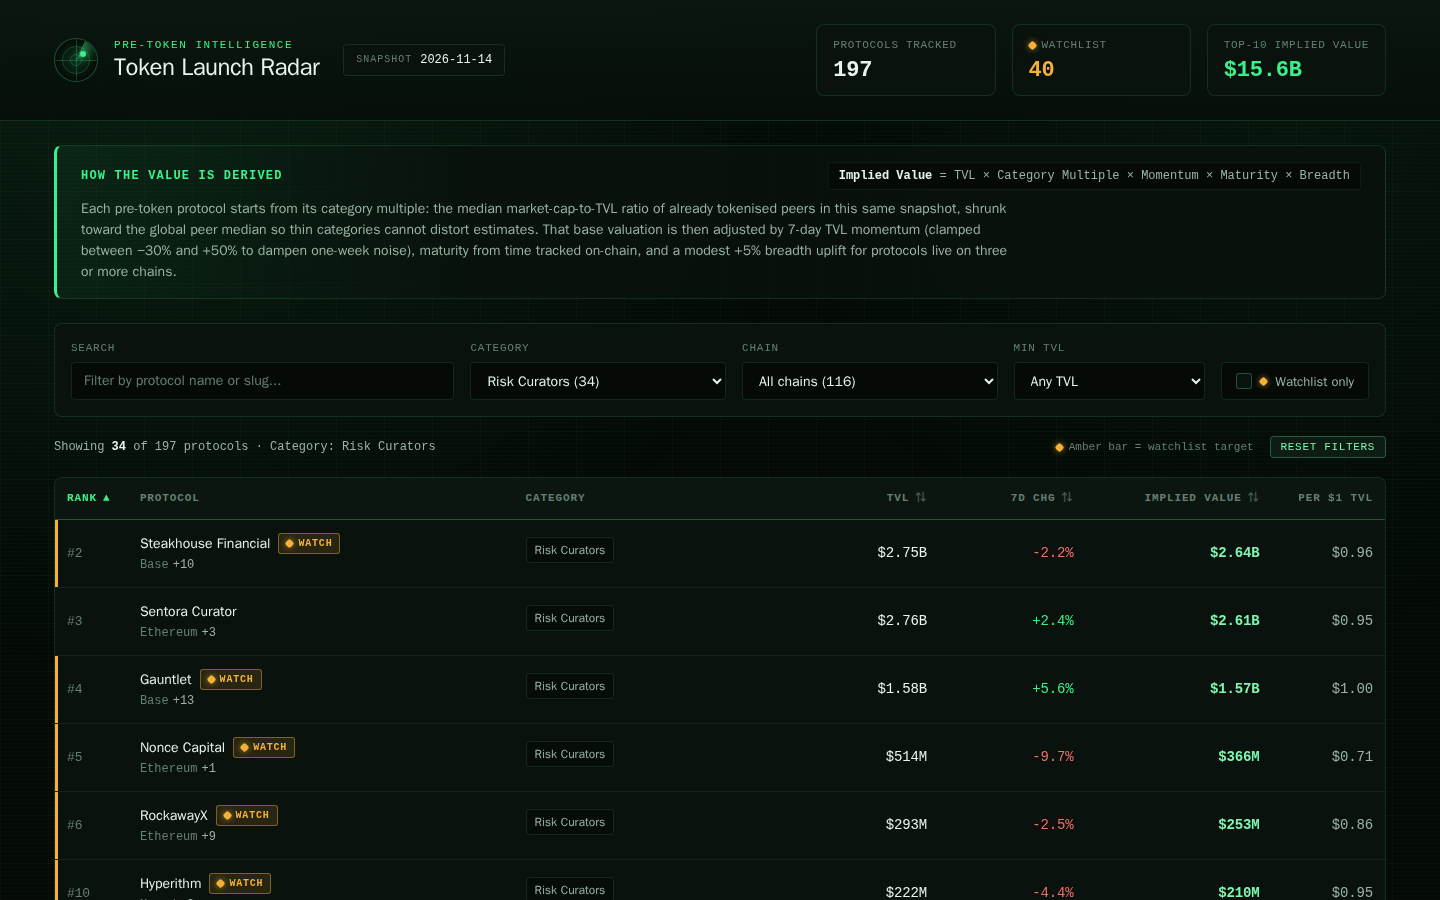 PRE-TOKEN INTELLIGENCE
Token Launch Radar
SNAPSHOT 2026-11-14
PROTOCOLS TRACKED
197
WATCHLIST
40
TOP-10 IMPLIED VALUE
$15.6B
HOW THE VALUE IS DERIVED
Implied Value = TVL × Category Multiple × Momentum × Maturity × Breadth
Each pre-token protocol starts from its category multiple: the median market-cap-to-TVL ratio of already tokenised peers in this same snapshot, shrunk
toward the global peer median so thin categories cannot distort estimates. That base valuation is then adjusted by 7-day TVL momentum (clamped
between −30% and +50% to dampen one-week noise), maturity from time tracked on-chain, and a modest +5% breadth uplift for protocols live on three
or more chains.
SEARCH
Filter by protocol name or slug...
CATEGORY
Risk Curators (34)
CHAIN
All chains (116)
MIN TVL
Any TVL
Watchlist only
Showing 34 of 197 protocols · Category: Risk Curators
Amber bar = watchlist target
RESET FILTERS
RANK ▲ PROTOCOL CATEGORY TVL ⇅ 7D CHG ⇅ IMPLIED VALUE ⇅ PER $1 TVL
#2 Steakhouse Financial WATCH Risk Curators $2.75B -2.2% $2.64B $0.96
Base +10
#3 Sentora Curator Risk Curators $2.76B +2.4% $2.61B $0.95
Ethereum +3
#4 Gauntlet WATCH Risk Curators $1.58B +5.6% $1.57B $1.00
Base +13
#5 Nonce Capital WATCH Risk Curators $514M -9.7% $366M $0.71
Ethereum +1
#6 RockawayX WATCH Risk Curators $293M -2.5% $253M $0.86
Ethereum +9
#10 Hyperithm WATCH Risk Curators $222M -4.4% $210M $0.95